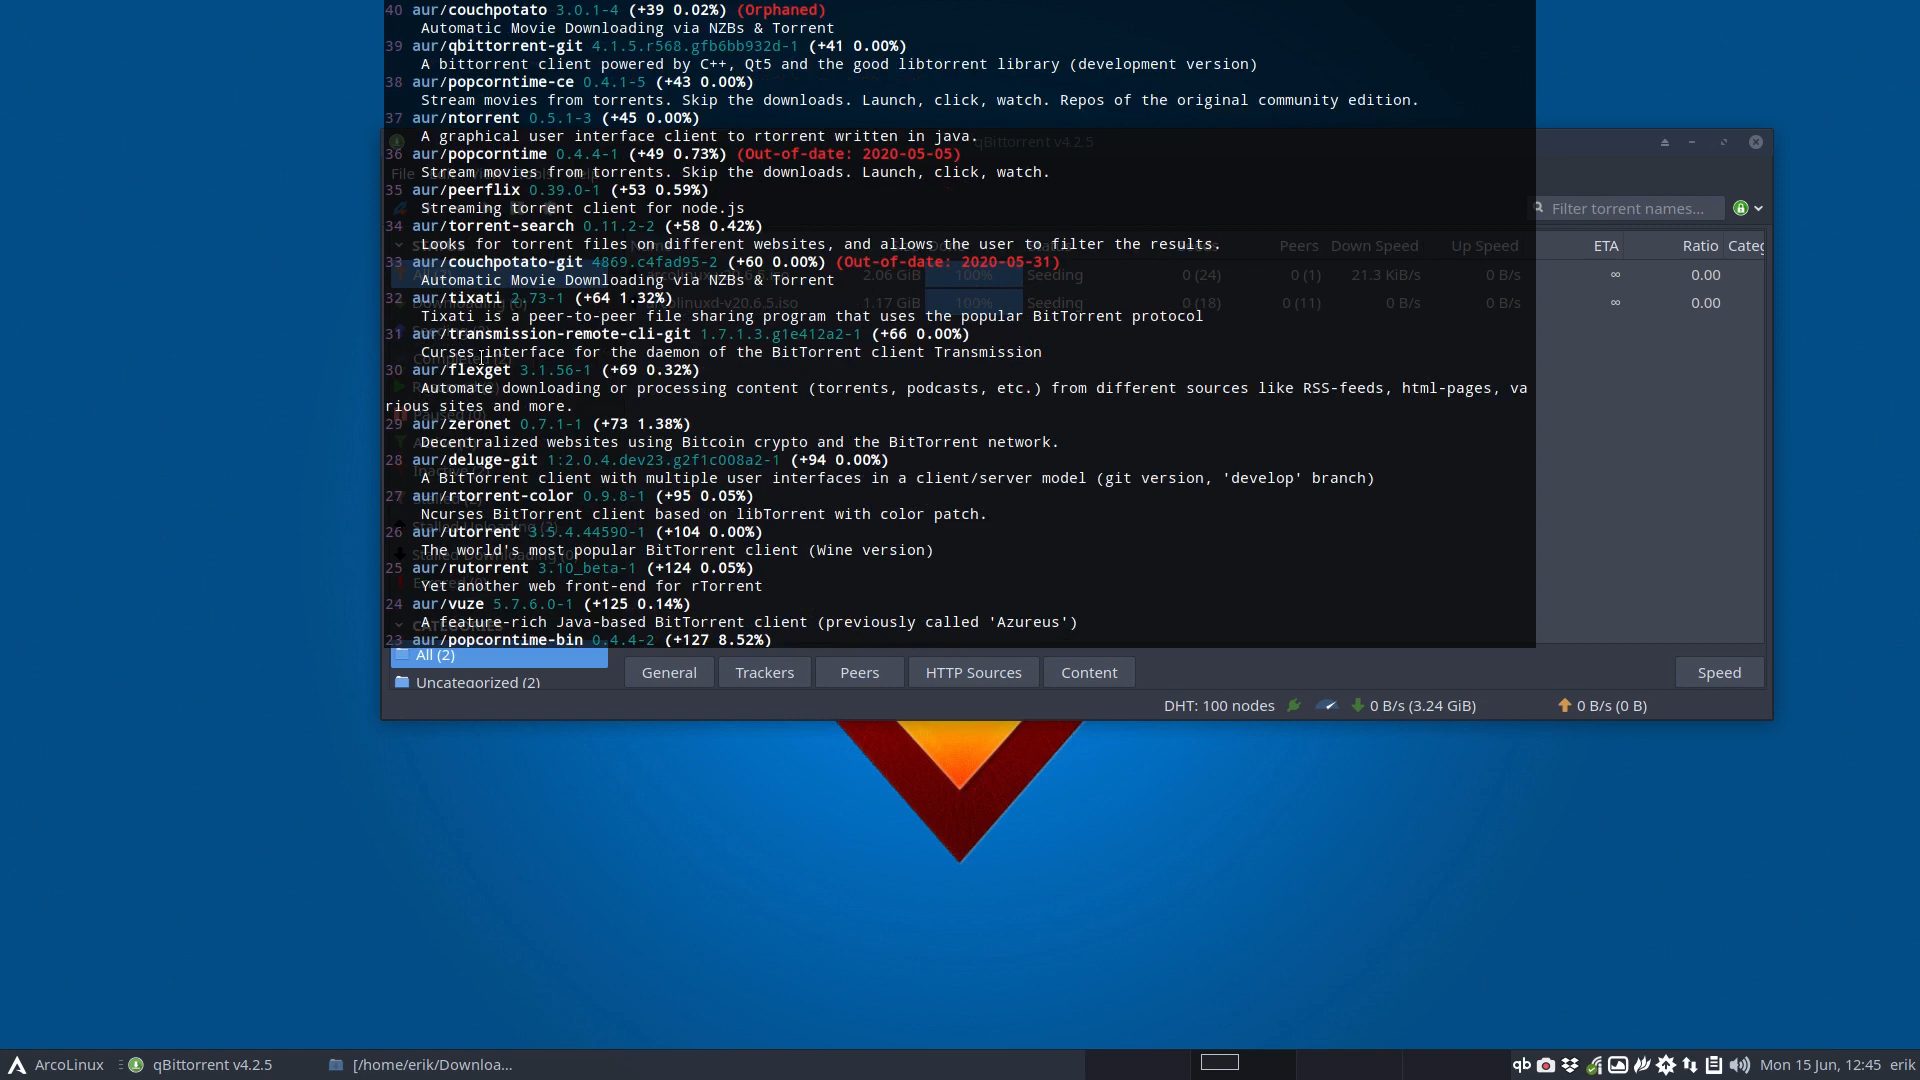 40 aur/couchpotato 3.0.1-4 (+39 0.02%) (Orphaned)
Automatic Movie Downloading via NZBs & Torrent
39 aur/qbittorrent-git 4.1.5.r568.gfb6bb932d-1 (+41 0.00%)
A bittorrent client powered by C++, Qt5 and the good libtorrent library (development version)
38 aur/popcorntime-ce 0.4.1-5 (+43 0.00%)
Stream movies from torrents. Skip the downloads. Launch, click, watch. Repos of the original community edition.
37 aur/ntorrent 0.5.1-3 (+45 0.00%)
A graphical user interface client to rtorrent written in java.
qBittorrent v4.2.5
36 aur/popcorntime 0.4.4-1 (+49 0.73%) (Out-of-date: 2020-05-05)
Stream movies from torrents. Skip the downloads. Launch, click, watch.
35 aur/peerflix 0.39.0-1 (+53 0.59%)
Streaming torrent client for node.js
Filter torrent names...
34 aur/torrent-search 0.11.2-2 (+58 0.42%)
Looks for torrent files on different websites, and allows the user to filter the results.
Peers Down Speed Up Speed ETA Ratio Categ
33 aur/couchpotato-git 4869.c4fad95-2 (+60 0.00%) (Out-of-date: 2020-05-31)
Automatic Movie Downloading via NZBs & Torrent
2.06 GiB 100% Seeding 0 (24) 0 (1) 21.3 KiB/s 0 B/s ∞ 0.00
32 aur/tixati 2.73-1 (+64 1.32%)
1.17 GiB 100% Seeding 0 (18) 0 (11) 0 B/s 0 B/s ∞ 0.00
Tixati is a peer-to-peer file sharing program that uses the popular BitTorrent protocol
31 aur/transmission-remote-cli-git 1.7.1.3.g1e412a2-1 (+66 0.00%)
Curses interface for the daemon of the BitTorrent client Transmission
30 aur/flexget 3.1.56-1 (+69 0.32%)
Automate downloading or processing content (torrents, podcasts, etc.) from different sources like RSS-feeds, html-pages, va
rious sites and more.
29 aur/zeronet 0.7.1-1 (+73 1.38%)
Decentralized websites using Bitcoin crypto and the BitTorrent network.
28 aur/deluge-git 1:2.0.4.dev23.g2f1c008a2-1 (+94 0.00%)
A BitTorrent client with multiple user interfaces in a client/server model (git version, 'develop' branch)
27 aur/rtorrent-color 0.9.8-1 (+95 0.05%)
Ncurses BitTorrent client based on libTorrent with color patch.
26 aur/utorrent 3.5.4.44590-1 (+104 0.00%)
The world's most popular BitTorrent client (Wine version)
25 aur/rutorrent 3.10_beta-1 (+124 0.05%)
Yet another web front-end for rTorrent
24 aur/vuze 5.7.6.0-1 (+125 0.14%)
A feature-rich Java-based BitTorrent client (previously called 'Azureus')
23 aur/popcorntime-bin 0.4.4-2 (+127 8.52%)
All (2)
Uncategorized (2)
General Trackers Peers HTTP Sources Content Speed
DHT: 100 nodes 0 B/s (3.24 GiB) 0 B/s (0 B)
ArcoLinux qBittorrent v4.2.5 [/home/erik/Downloa... qb Mon 15 Jun, 12:45 erik